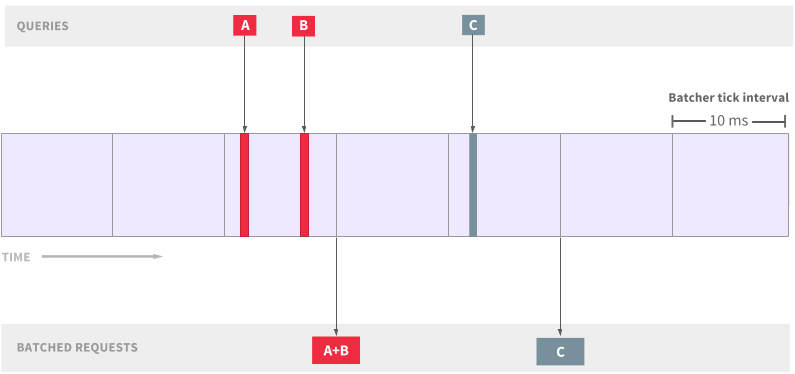 QUERIES
A
B
C
Batcher tick interval
10 ms
TIME
BATCHED REQUESTS
A+B
C